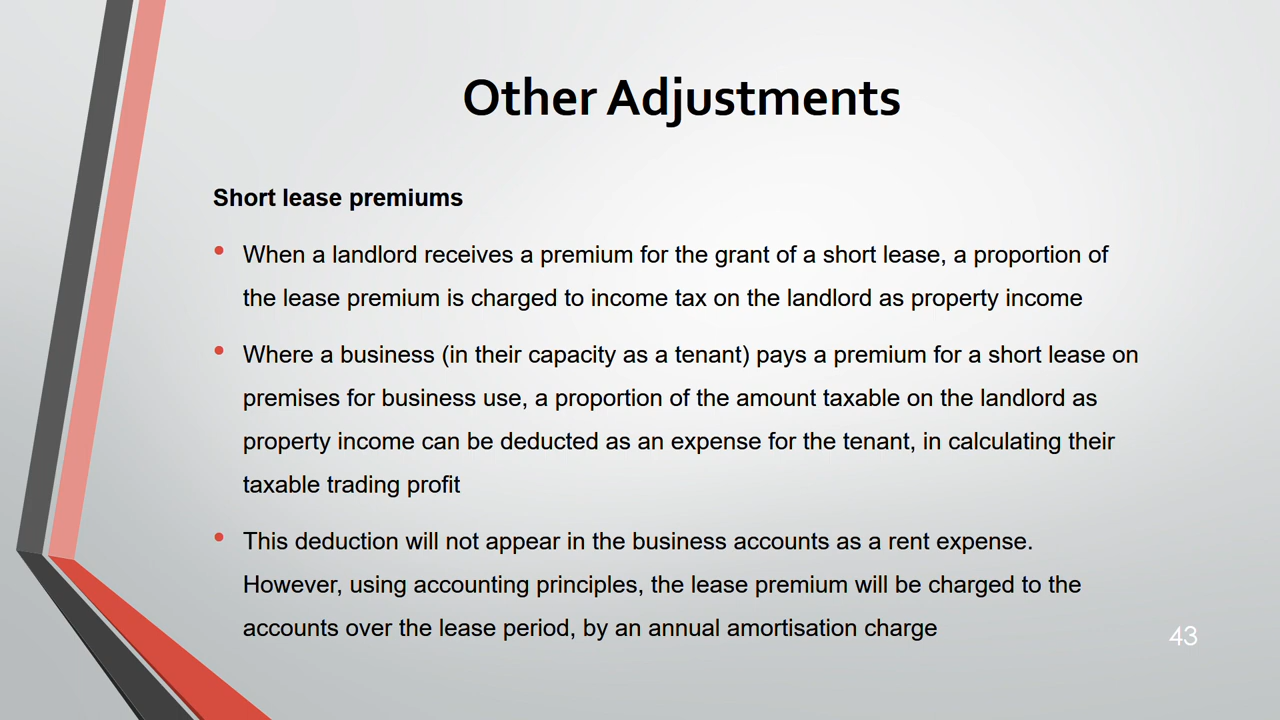 Other Adjustments
Short lease premiums
• When a landlord receives a premium for the grant of a short lease, a proportion of
the lease premium is charged to income tax on the landlord as property income
• Where a business (in their capacity as a tenant) pays a premium for a short lease on
premises for business use, a proportion of the amount taxable on the landlord as
property income can be deducted as an expense for the tenant, in calculating their
taxable trading profit
• This deduction will not appear in the business accounts as a rent expense.
However, using accounting principles, the lease premium will be charged to the
accounts over the lease period, by an annual amortisation charge
43